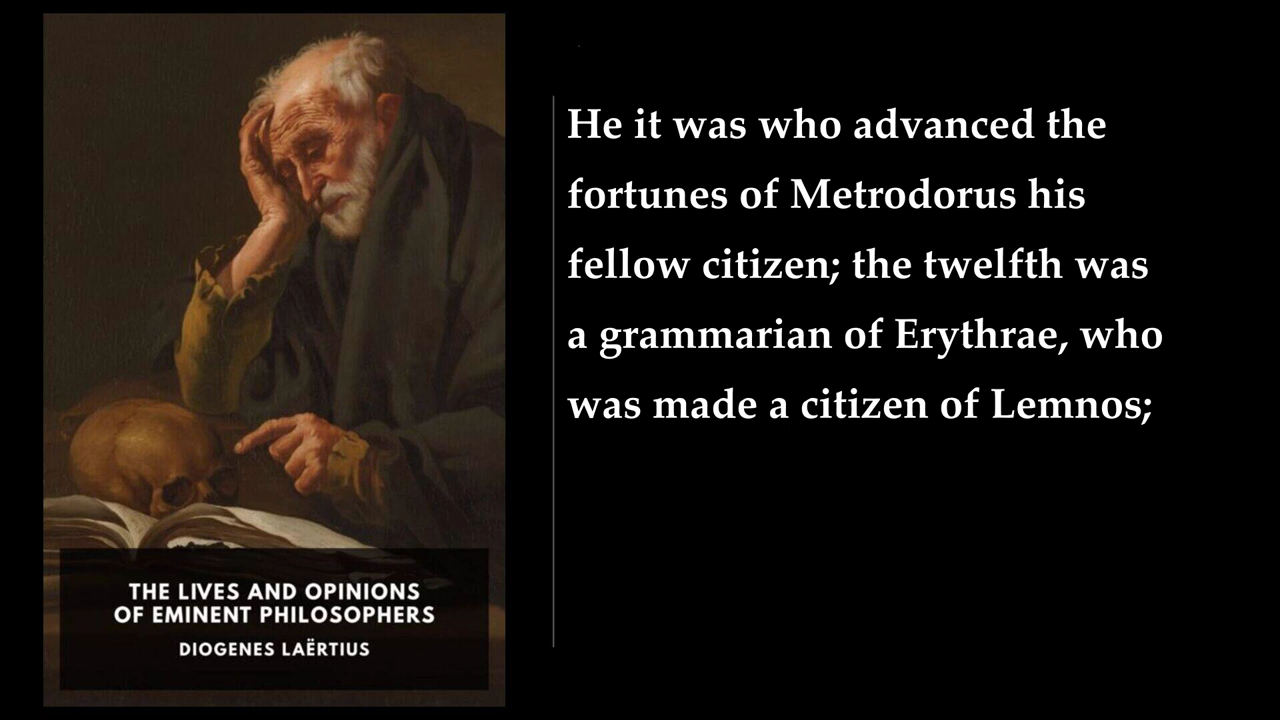 He it was who advanced the
fortunes of Metrodorus his
fellow citizen; the twelfth was
a grammarian of Erythrae, who
was made a citizen of Lemnos;
THE LIVES AND OPINIONS
OF EMINENT PHILOSOPHERS
DIOGENES LAËRTIUS